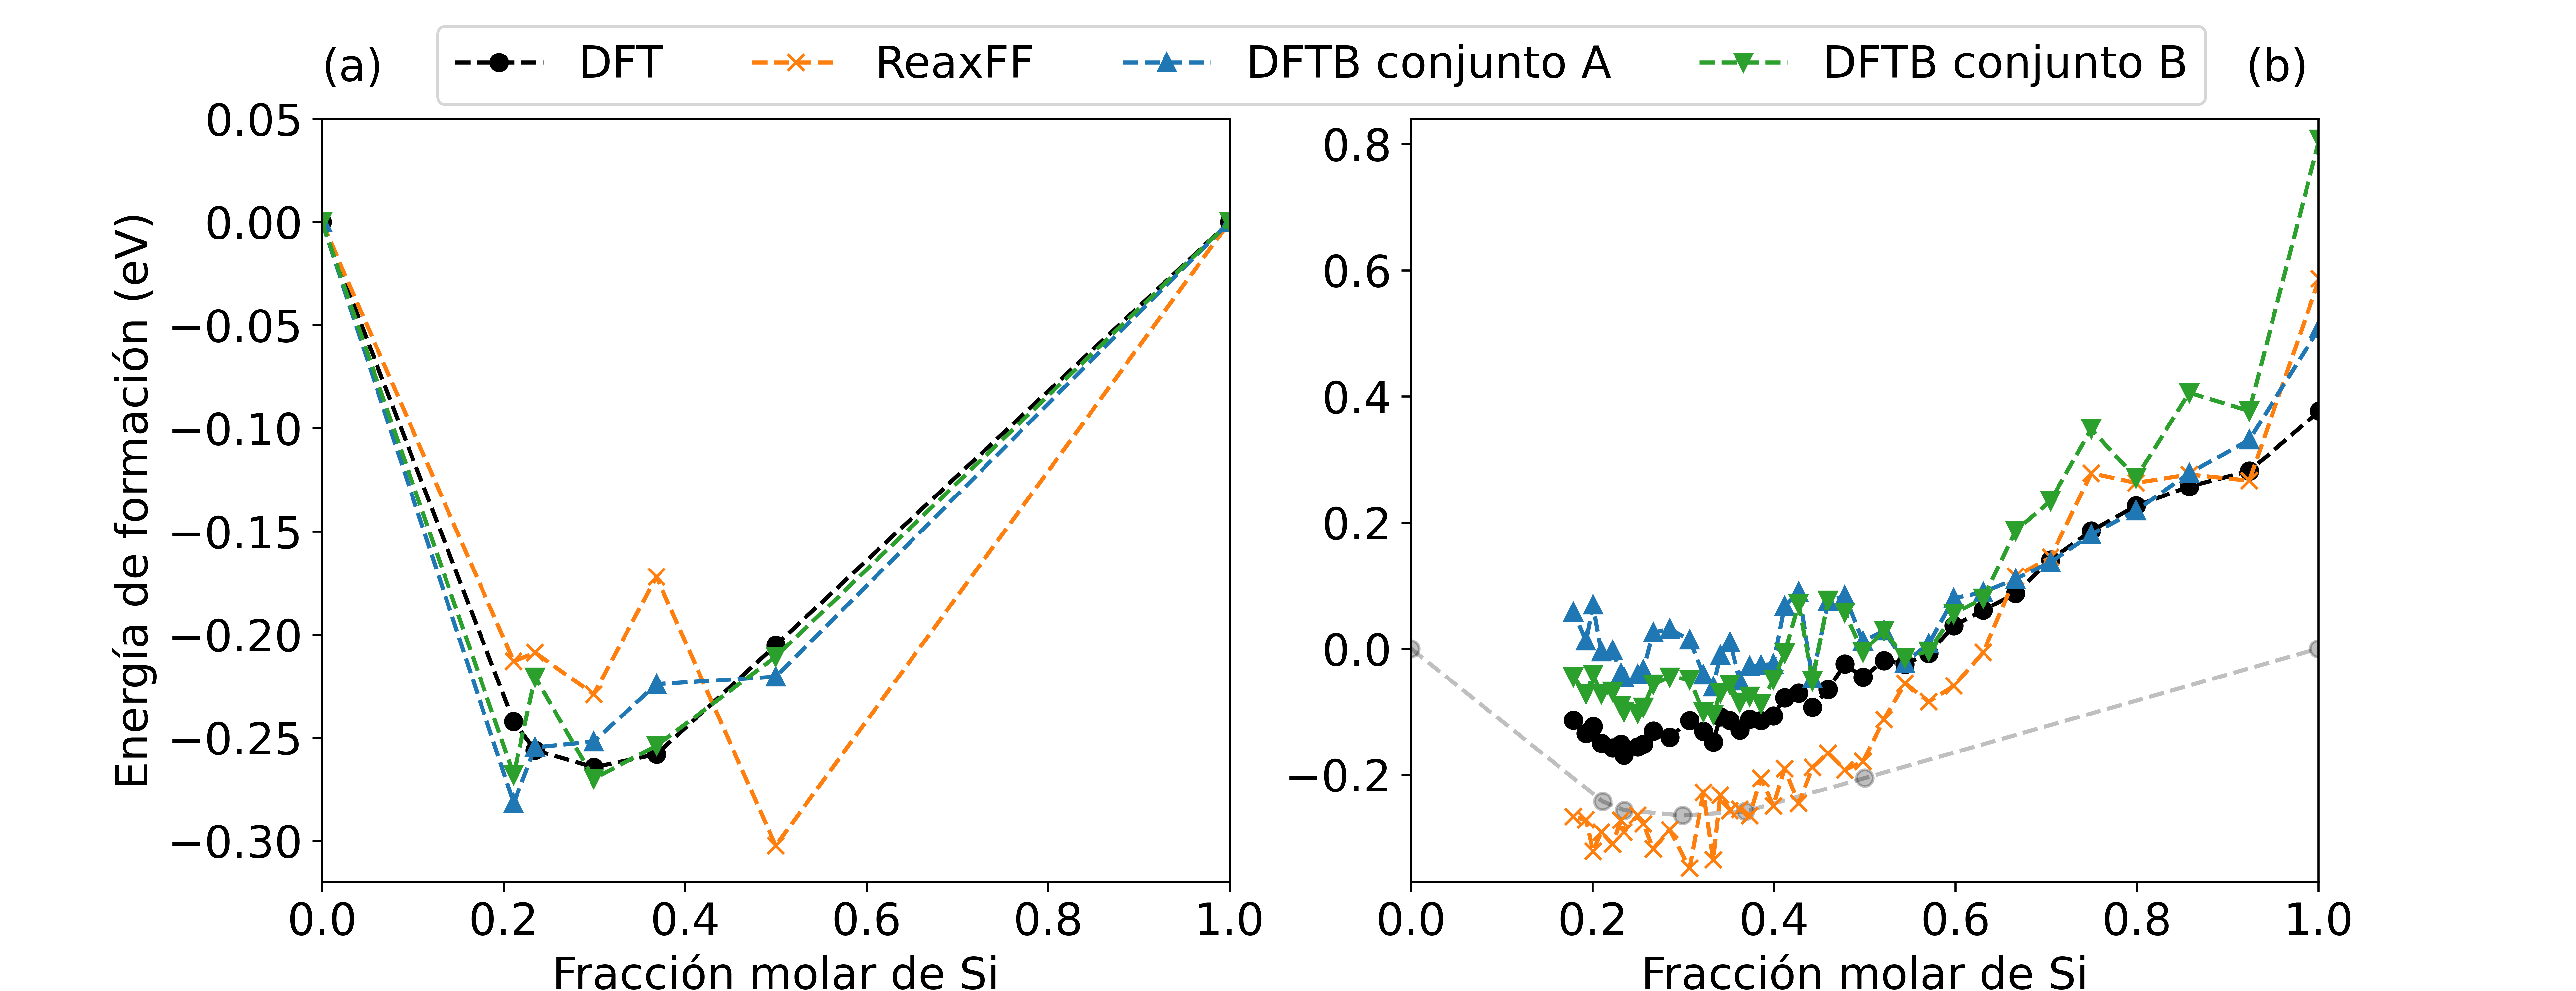 (a) DFT ReaxFF DFTB conjunto A DFTB conjunto B (b)
Energía de formación (eV)
0.05
0.00
−0.05
−0.10
−0.15
−0.20
−0.25
−0.30
0.0 0.2 0.4 0.6 0.8 1.0
Fracción molar de Si
0.8
0.6
0.4
0.2
0.0
−0.2
0.0 0.2 0.4 0.6 0.8 1.0
Fracción molar de Si